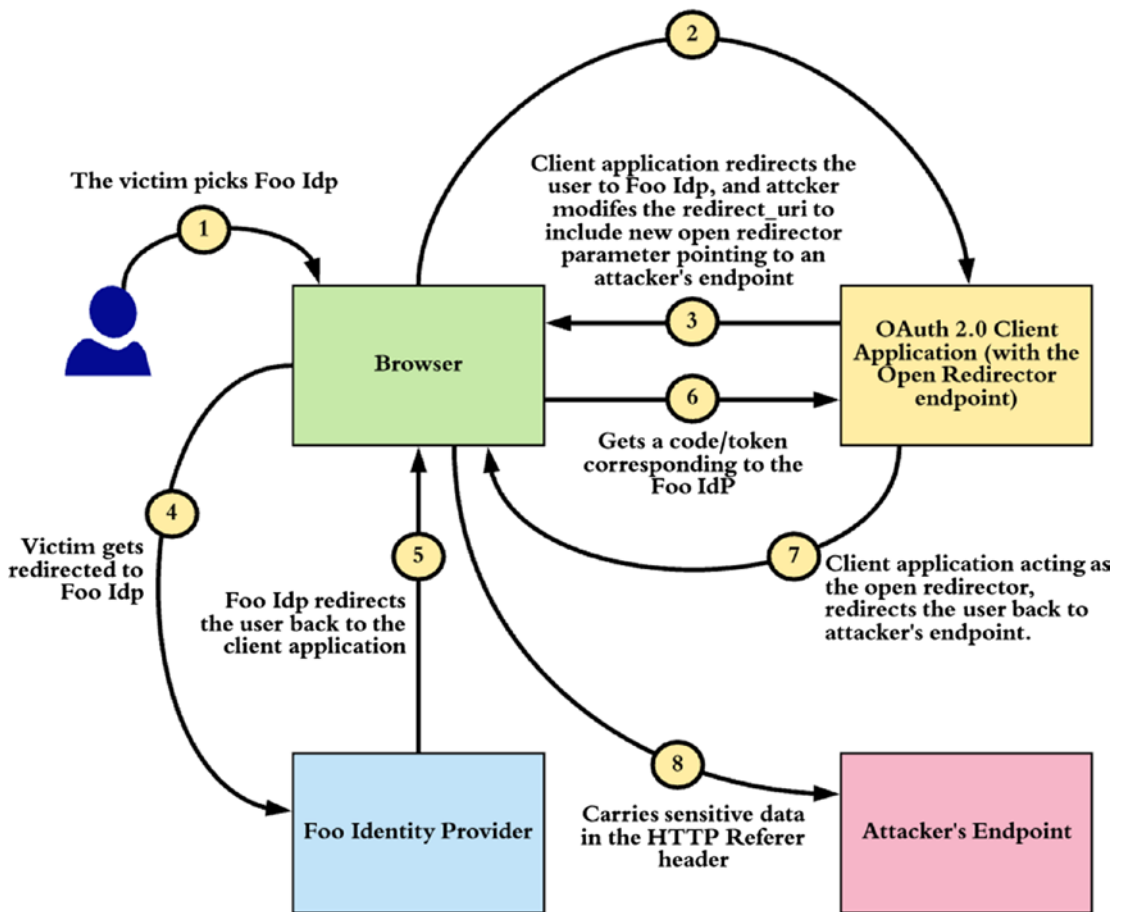 2
Client application redirects the
user to Foo Idp, and attcker
modifes the redirect_uri to
include new open redirector
parameter pointing to an
attacker's endpoint
The victim picks Foo Idp
1
3
Browser
OAuth 2.0 Client
Application (with the
Open Redirector
endpoint)
6
Gets a code/token
corresponding to the
Foo IdP
4
Victim gets
redirected to
Foo Idp
5
Foo Idp redirects
the user back to the
client application
7
Client application acting as
the open redirector,
redirects the user back to
attacker's endpoint.
8
Carries sensitive data
in the HTTP Referer
header
Foo Identity Provider
Attacker's Endpoint